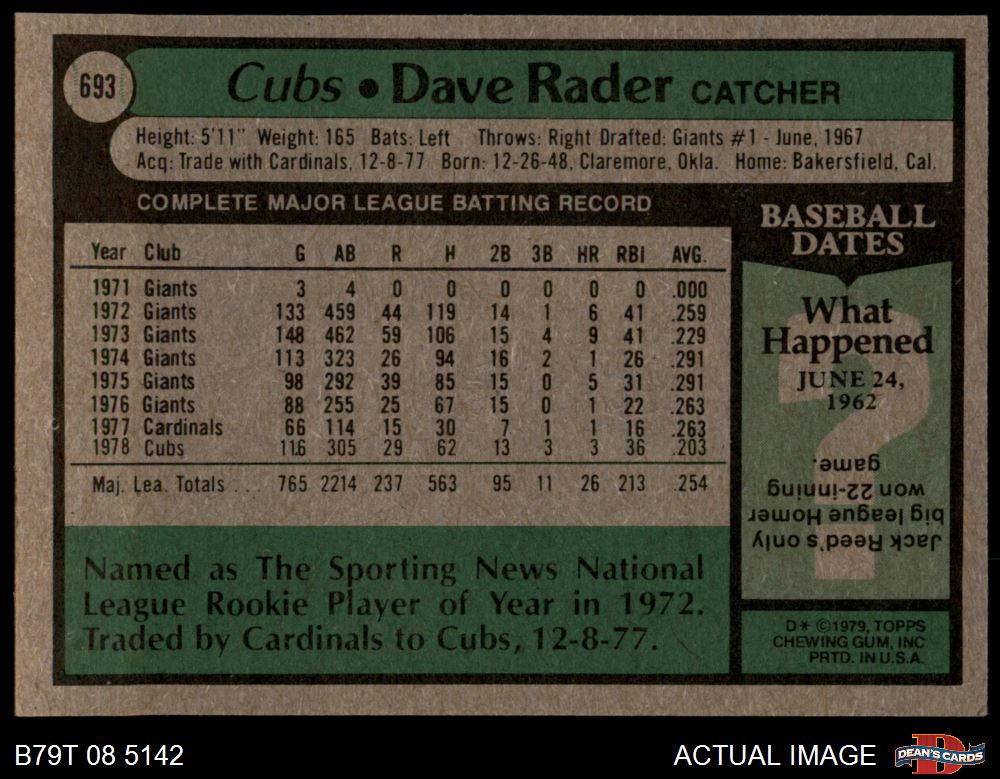 693
Cubs • Dave Rader CATCHER
Height: 5'11" Weight: 165 Bats: Left Throws: Right Drafted: Giants #1 - June, 1967
Acq: Trade with Cardinals, 12-8-77 Born: 12-26-48, Claremore, Okla. Home: Bakersfield, Cal.
COMPLETE MAJOR LEAGUE BATTING RECORD
Year Club G AB R H 2B 3B HR RBI AVG.
1971 Giants 3 4 0 0 0 0 0 0 .000
1972 Giants 133 459 44 119 14 1 6 41 .259
1973 Giants 148 462 59 106 15 4 9 41 .229
1974 Giants 113 323 26 94 16 2 1 26 .291
1975 Giants 98 292 39 85 15 0 5 31 .291
1976 Giants 88 255 25 67 15 0 1 22 .263
1977 Cardinals 66 114 15 30 7 1 1 16 .263
1978 Cubs 116 305 29 62 13 3 3 36 .203
Maj. Lea. Totals ... 765 2214 237 563 95 11 26 213 .254
Named as The Sporting News National
League Rookie Player of Year in 1972.
Traded by Cardinals to Cubs, 12-8-77.
BASEBALL
DATES
What
Happened
JUNE 24,
1962
Jack Reed's only
big league Homer
won 22-inning
game.
D* ©1979, TOPPS
CHEWING GUM, INC
PRTD. IN U.S.A.
B79T 08 5142
ACTUAL IMAGE
DEAN'S CARDS